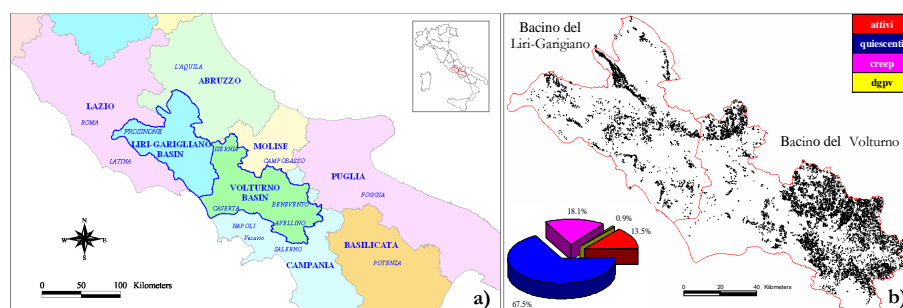 L'AQUILA
ABRUZZO
LAZIO
ROMA
FROSINONE
LIRI-GARIGLIANO
BASIN
LATINA
ISERNIA
MOLISE
CAMPOBASSO
PUGLIA
FOGGIA
VOLTURNO
BASIN
BENEVENTO
CASERTA
AVELLINO
NAPOLI
Vesuvio
SALERNO
CAMPANIA
BASILICATA
POTENZA
N
W
E
S
0 50 100 Kilometers
a)
Bacino del
Liri-Garigiano
attivi
quiescenti
creep
dgpv
Bacino del Volturno
18.1%
0.9%
13.5%
67.5%
0 20 40 Kilometers
b)